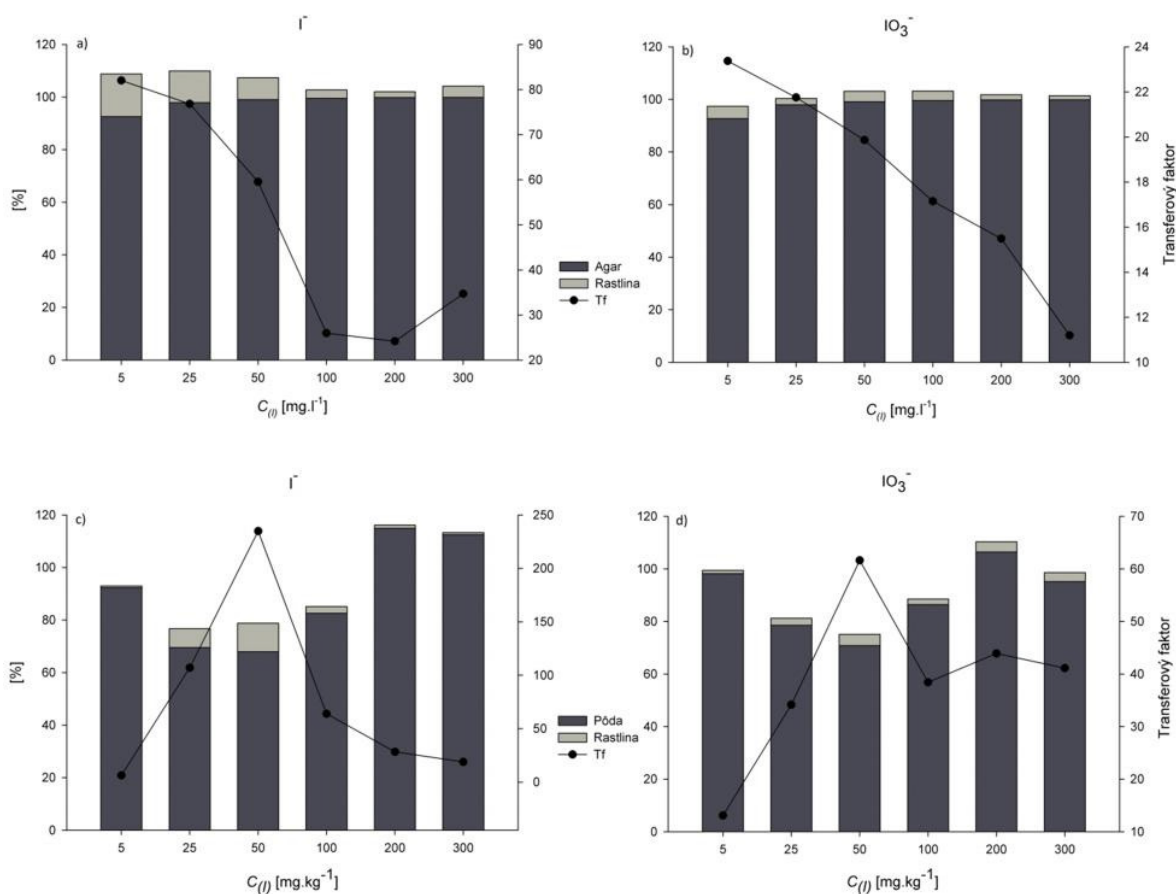 I⁻
a)
120
100
80
60
40
20
0
[%]
90
80
70
60
50
40
30
20
5 25 50 100 200 300
C(I) [mg.l⁻¹]
Agar
Rastlina
Tf
IO₃⁻
b)
120
100
80
60
40
20
0
24
22
20
18
16
14
12
10
Transferový faktor
5 25 50 100 200 300
C(I) [mg.l⁻¹]
I⁻
c)
120
100
80
60
40
20
0
[%]
250
200
150
100
50
0
5 25 50 100 200 300
C(I) [mg.kg⁻¹]
Pôda
Rastlina
Tf
IO₃⁻
d)
120
100
80
60
40
20
0
70
60
50
40
30
20
10
Transferový faktor
5 25 50 100 200 300
C(I) [mg.kg⁻¹]